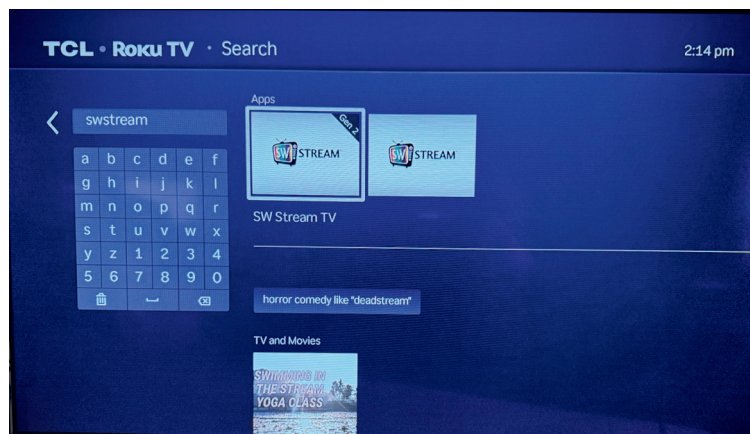 TCL • Roku TV • Search
2:14 pm
swstream
Apps
Gen 2
SW STREAM
SW STREAM
SW Stream TV
a b c d e f
g h i j k l
m n o p q r
s t u v w x
y z 1 2 3 4
5 6 7 8 9 0
horror comedy like "deadstream"
TV and Movies
SWIMMING IN
THE STREAM
YOGA CLASS